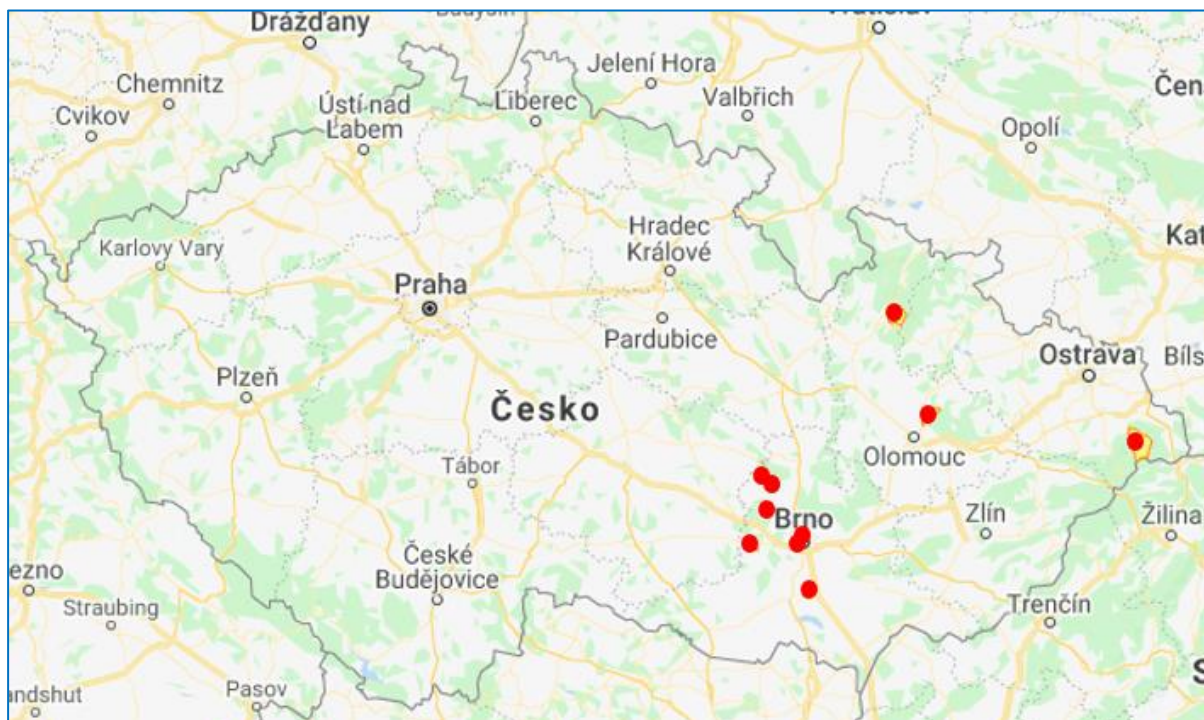 Drážďany
Chemnitz
Cvikov
Ústí nad
Labem
Liberec
Jelení Hora
Valbřich
Opolí
Karlovy Vary
Praha
Hradec
Králové
Pardubice
Plzeň
Česko
Ostrava
Tábor
Olomouc
Brno
Zlín
Žilina
České
Budějovice
Straubing
Trenčín
Pasov